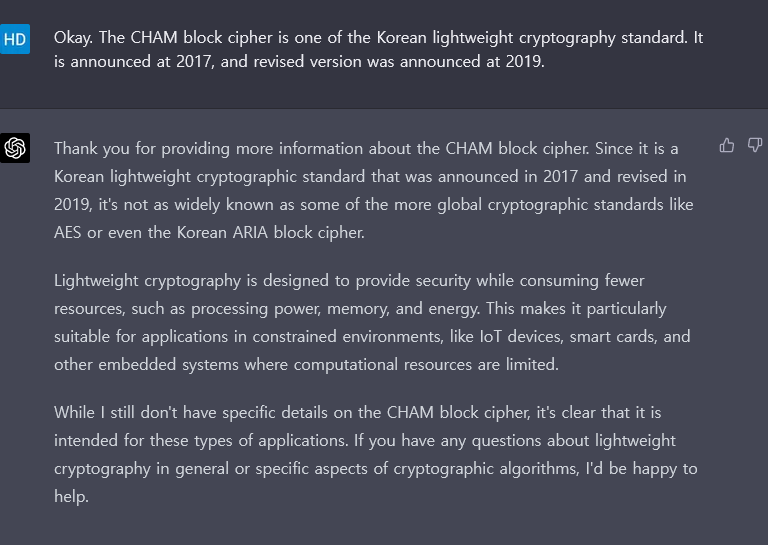 HD
Okay. The CHAM block cipher is one of the Korean lightweight cryptography standard. It
is announced at 2017, and revised version was announced at 2019.
Thank you for providing more information about the CHAM block cipher. Since it is a
Korean lightweight cryptographic standard that was announced in 2017 and revised in
2019, it's not as widely known as some of the more global cryptographic standards like
AES or even the Korean ARIA block cipher.
Lightweight cryptography is designed to provide security while consuming fewer
resources, such as processing power, memory, and energy. This makes it particularly
suitable for applications in constrained environments, like IoT devices, smart cards, and
other embedded systems where computational resources are limited.
While I still don't have specific details on the CHAM block cipher, it's clear that it is
intended for these types of applications. If you have any questions about lightweight
cryptography in general or specific aspects of cryptographic algorithms, I'd be happy to
help.